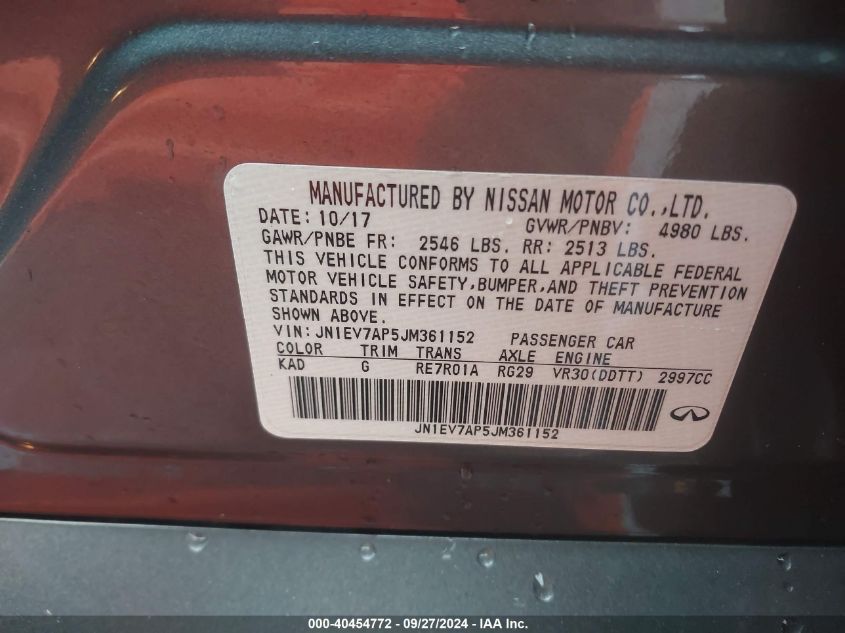 MANUFACTURED BY NISSAN MOTOR CO.,LTD.
DATE: 10/17 GVWR/PNBV: 4980 LBS.
GAWR/PNBE FR: 2546 LBS. RR: 2513 LBS.
THIS VEHICLE CONFORMS TO ALL APPLICABLE FEDERAL
MOTOR VEHICLE SAFETY,BUMPER,AND THEFT PREVENTION
STANDARDS IN EFFECT ON THE DATE OF MANUFACTURE
SHOWN ABOVE.
VIN: JN1EV7AP5JM361152 PASSENGER CAR
COLOR TRIM TRANS AXLE ENGINE
KAD G RE7R01A RG29 VR30(DDTT) 2997CC
JN1EV7AP5JM361152
000-40454772 - 09/27/2024 - IAA Inc.